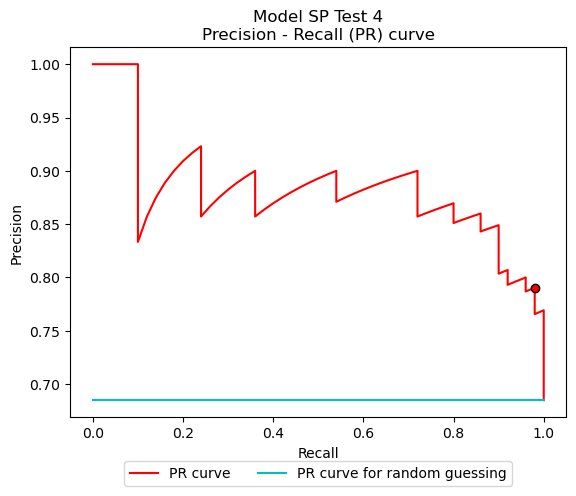 Model SP Test 4
Precision - Recall (PR) curve
Precision
1.00
0.95
0.90
0.85
0.80
0.75
0.70
0.0 0.2 0.4 0.6 0.8 1.0
Recall
PR curve PR curve for random guessing